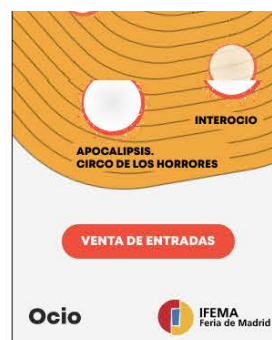 INTEROCIO
APOCALIPSIS.
CIRCO DE LOS HORRORES
VENTA DE ENTRADAS
Ocio
IFEMA
Feria de Madrid